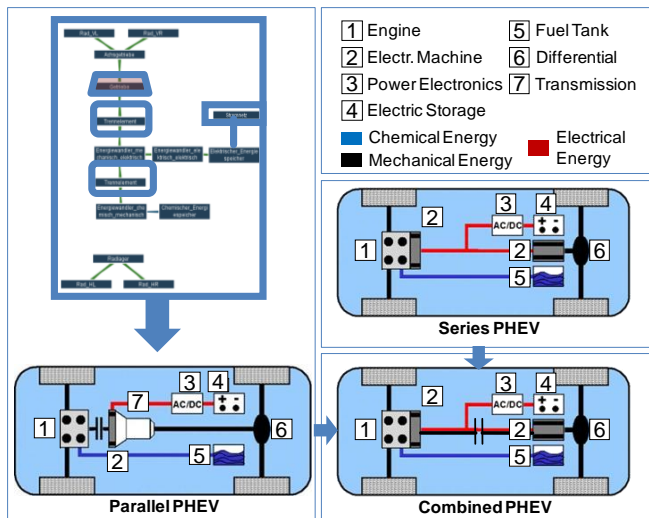 Rad_VL Rad_VR
Achsgetriebe
Getriebe
Trennelement
Energiewandler_me
chanisch_elektrisch
Energiewandler_ele
ktrisch_elektrisch
Elektrischer_Energie
speicher
Trennelement
Energiewandler_che
misch_mechanisch
Chemischer_Energi
espeicher
Radlager
Rad_HL Rad_HR
1 Engine
2 Electr. Machine
3 Power Electronics
4 Electric Storage
5 Fuel Tank
6 Differential
7 Transmission
Chemical Energy
Mechanical Energy
Electrical
Energy
2 3 4
AC/DC
1
2 6
5
Series PHEV
7 3 4
AC/DC
1
6
2 5
Parallel PHEV
2 3 4
AC/DC
1
2 6
5
Combined PHEV